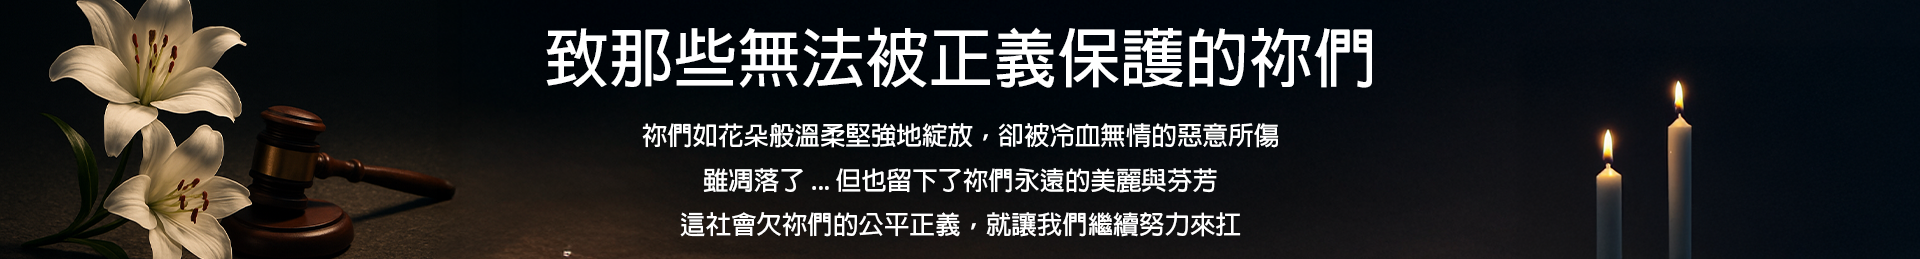 致那些無法被正義保護的祢們
祢們如花朵般溫柔堅強地綻放，卻被冷血無情的惡意所傷
雖凋落了 ... 但也留下了祢們永遠的美麗與芬芳
這社會欠祢們的公平正義，就讓我們繼續努力來扛